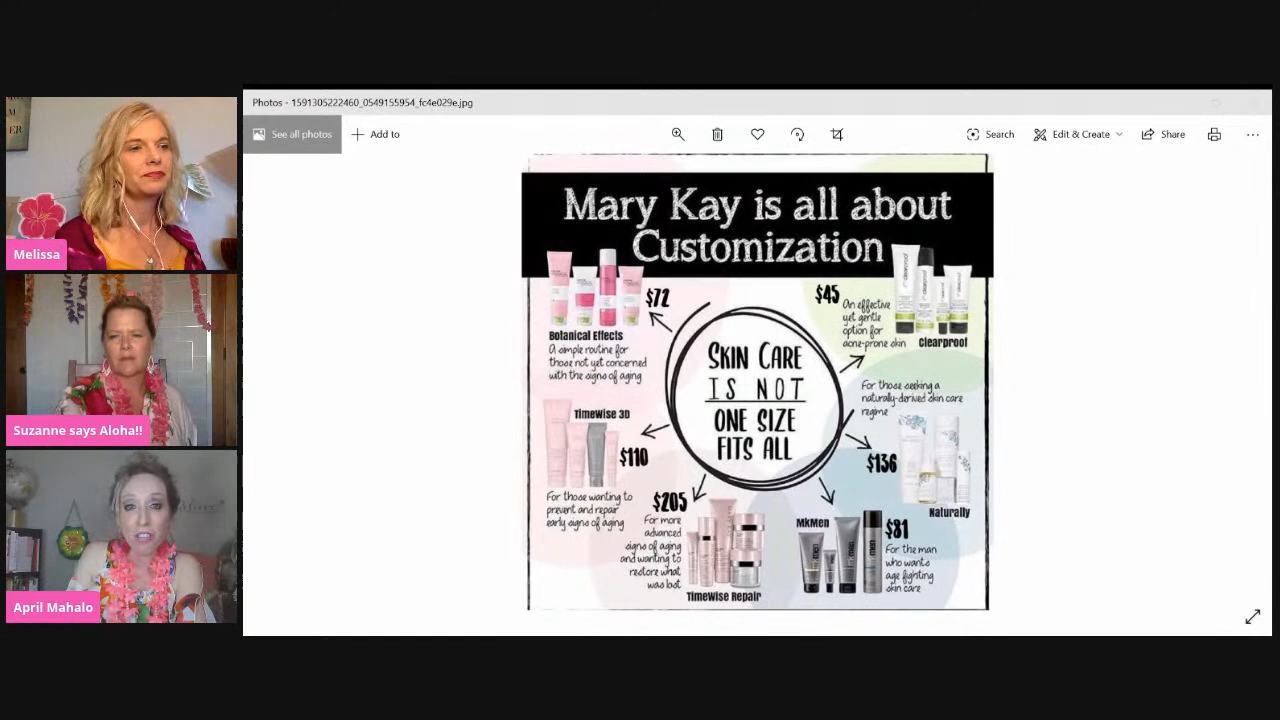 Photos - 1591305222460_0549155954_fc4e029e.jpg
See all photos
Add to
Search
Edit & Create
Share
Melissa
Suzanne says Aloha!!
April Mahalo
Mary Kay is all about
Customization
$72
Botanical Effects
A simple routine for
those not yet concerned
with the signs of aging
$45
An effective
yet gentle
option for
acne-prone skin
Clearproof
SKIN CARE
IS NOT
ONE SIZE
FITS ALL
For those seeking a
naturally-derived skin care
regime
$136
Naturally
TimeWise 3D
$110
For those wanting to
prevent and repair
early signs of aging
$205
For more
advanced
signs of aging
and wanting to
restore what
was lost
TimeWise Repair
MkMen
$81
For the man
who wants
age fighting
skin care